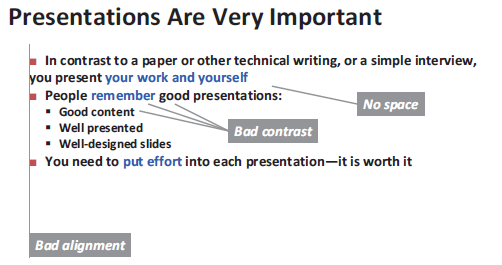 Presentations Are Very Important
In contrast to a paper or other technical writing, or a simple interview,
you present your work and yourself
People remember good presentations:
No space
Good content
Well presented
Bad contrast
Well-designed slides
You need to put effort into each presentation—it is worth it
Bad alignment